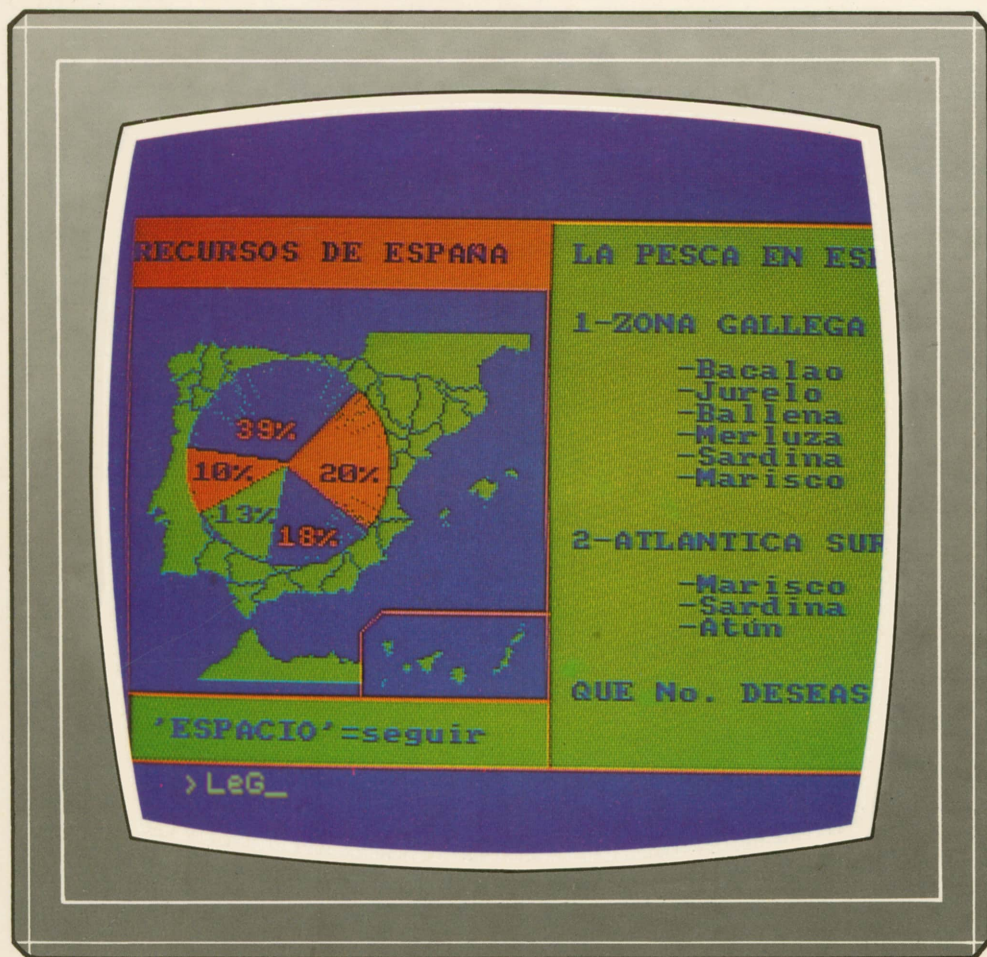 RECURSOS DE ESPAÑA
39%
10%
20%
13%
18%
'ESPACIO'=seguir
>LeG_
LA PESCA EN ESP
1-ZONA GALLEGA
-Bacalao
-Jurelo
-Ballena
-Merluza
-Sardina
-Marisco
2-ATLANTICA SUR
-Marisco
-Sardina
-Atún
QUE No. DESEAS